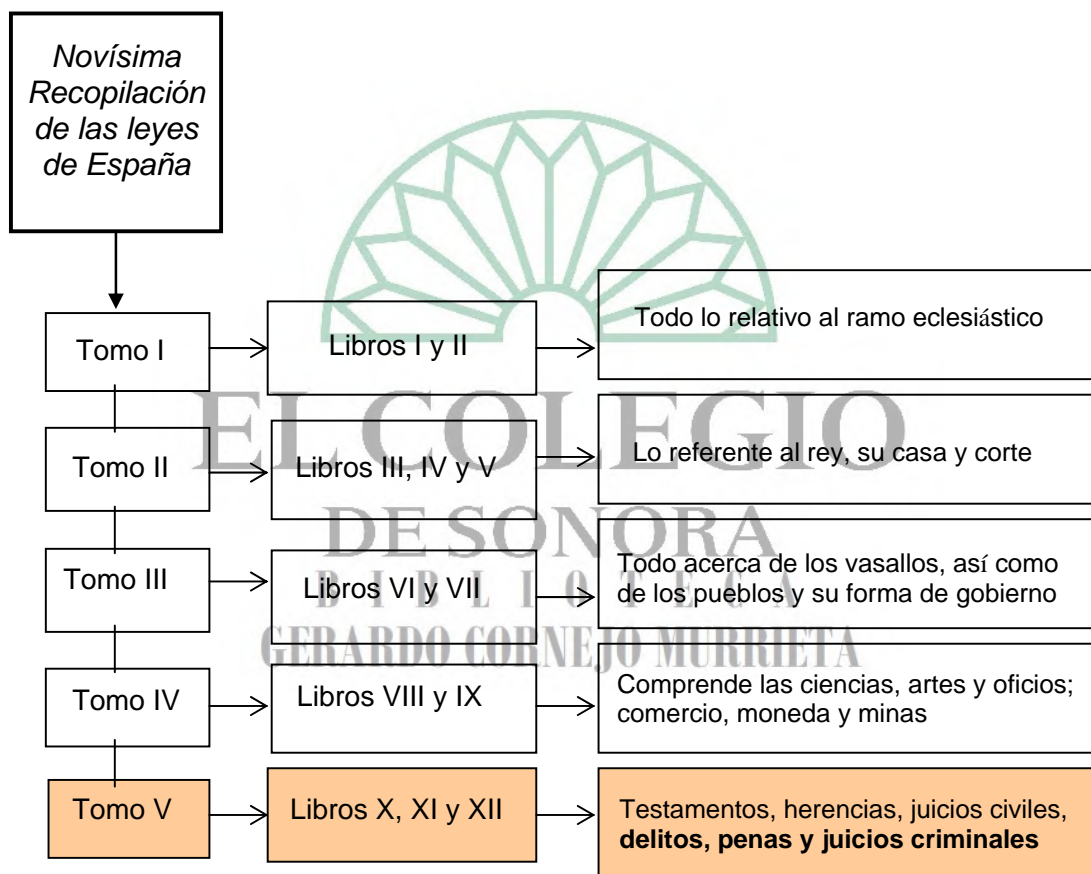 Novísima
Recopilación
de las leyes
de España
Tomo I
Libros I y II
Todo lo relativo al ramo eclesiástico
EL COLEGIO
Tomo II
Libros III, IV y V
Lo referente al rey, su casa y corte
DE SONORA
Tomo III
Libros VI y VII
Todo acerca de los vasallos, así como
de los pueblos y su forma de gobierno
BIBLIOTECA
GERARDO CORNEJO MURRIETA
Tomo IV
Libros VIII y IX
Comprende las ciencias, artes y oficios;
comercio, moneda y minas
Tomo V
Libros X, XI y XII
Testamentos, herencias, juicios civiles,
delitos, penas y juicios criminales